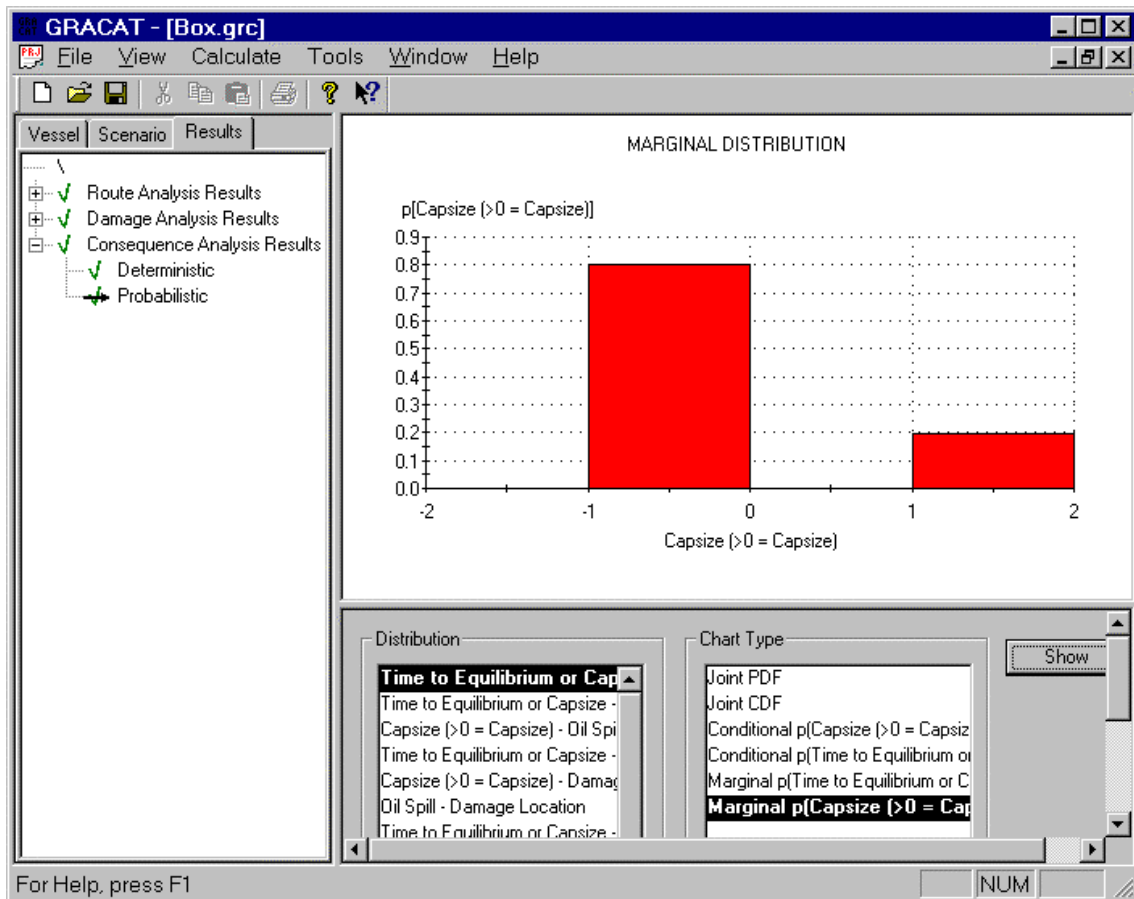 GRACAT - [Box.grc]
File View Calculate Tools Window Help
Vessel Scenario Results
\
Route Analysis Results
Damage Analysis Results
Consequence Analysis Results
Deterministic
Probabilistic
MARGINAL DISTRIBUTION
p[Capsize (>0 = Capsize)]
0.9
0.8
0.7
0.6
0.5
0.4
0.3
0.2
0.1
0.0
-2 -1 0 1 2
Capsize (>0 = Capsize)
Distribution
Time to Equilibrium or Cap
Time to Equilibrium or Capsize -
Capsize (>0 = Capsize) - Oil Spi
Time to Equilibrium or Capsize -
Capsize (>0 = Capsize) - Damag
Oil Spill - Damage Location
Time to Equilibrium or Capsize -
Chart Type
Joint PDF
Joint CDF
Conditional p(Capsize (>0 = Capsiz
Conditional p(Time to Equilibrium or
Marginal p(Time to Equilibrium or C
Marginal p(Capsize (>0 = Cap
Show
For Help, press F1
NUM